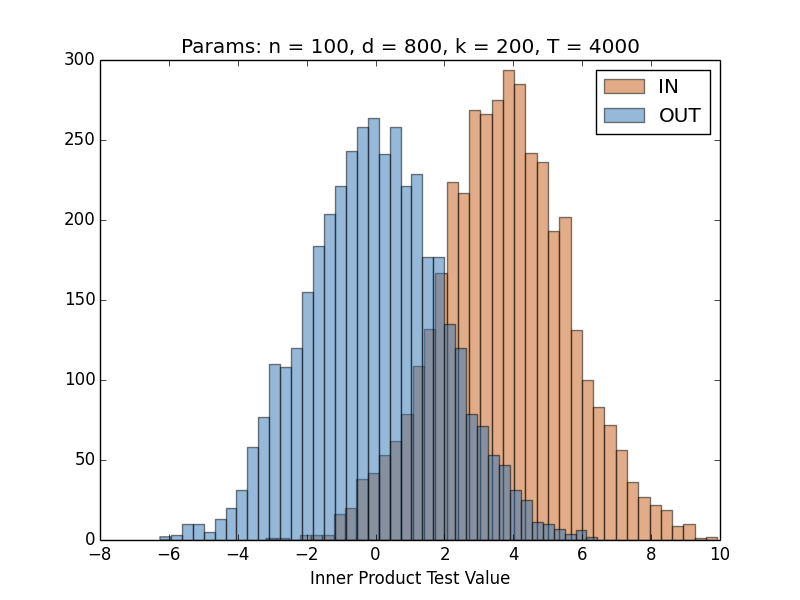 Params: n = 100, d = 800, k = 200, T = 4000
300
250
200
150
100
50
0
IN
OUT
−8 −6 −4 −2 0 2 4 6 8 10
Inner Product Test Value